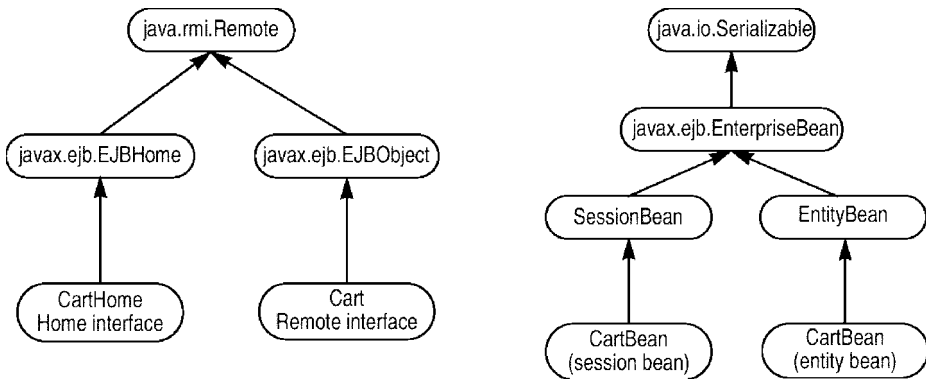 java.rmi.Remote
javax.ejb.EJBHome
javax.ejb.EJBObject
CartHome
Home interface
Cart
Remote interface
java.io.Serializable
javax.ejb.EnterpriseBean
SessionBean
EntityBean
CartBean
(session bean)
CartBean
(entity bean)